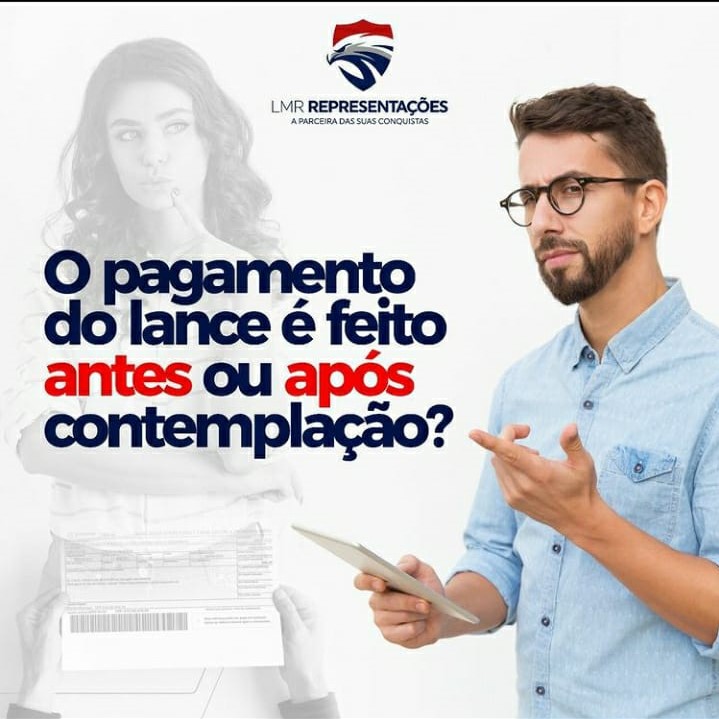 LMR REPRESENTAÇÕES
A PARCEIRA DAS SUAS CONQUISTAS
O pagamento
do lance é feito
antes ou após
contemplação?